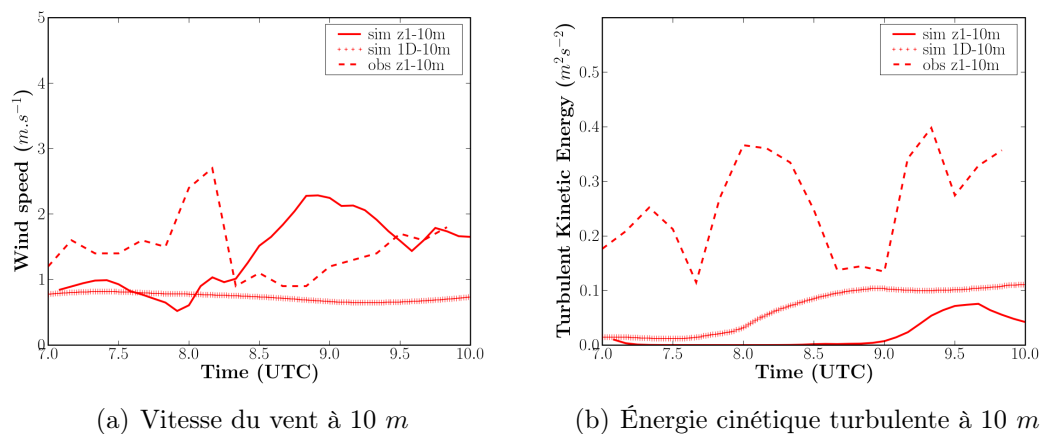 5
4
3
2
1
0
7.0 7.5 8.0 8.5 9.0 9.5 10.0
Wind speed (m.s⁻¹)
Time (UTC)
sim z1-10m
sim 1D-10m
obs z1-10m
(a) Vitesse du vent à 10 m
0.5
0.4
0.3
0.2
0.1
0.0
7.0 7.5 8.0 8.5 9.0 9.5 10.0
Turbulent Kinetic Energy (m²s⁻²)
Time (UTC)
sim z1-10m
sim 1D-10m
obs z1-10m
(b) Énergie cinétique turbulente à 10 m